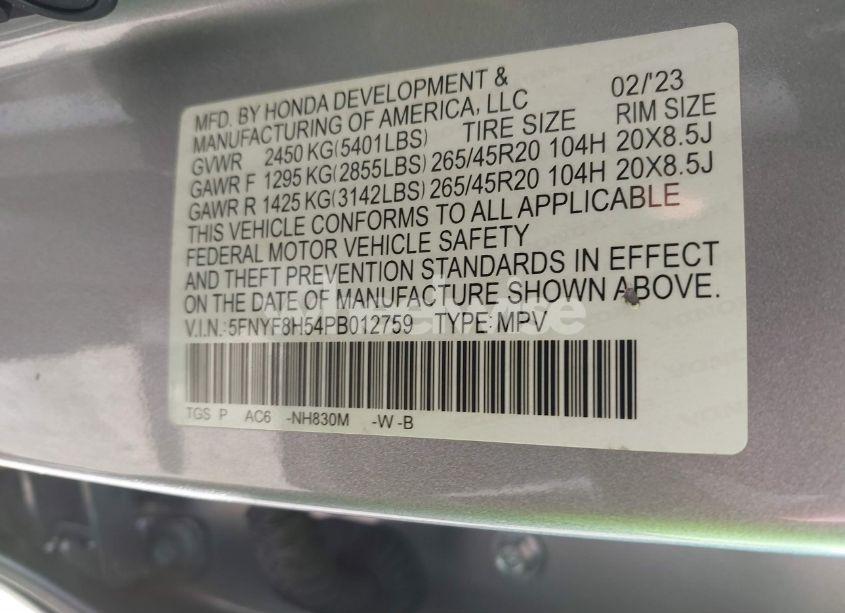 MFD. BY HONDA DEVELOPMENT &
MANUFACTURING OF AMERICA, LLC 02/'23
GVWR 2450 KG(5401LBS) TIRE SIZE RIM SIZE
GAWR F 1295 KG(2855LBS) 265/45R20 104H 20X8.5J
GAWR R 1425 KG(3142LBS) 265/45R20 104H 20X8.5J
THIS VEHICLE CONFORMS TO ALL APPLICABLE
FEDERAL MOTOR VEHICLE SAFETY
AND THEFT PREVENTION STANDARDS IN EFFECT
ON THE DATE OF MANUFACTURE SHOWN ABOVE.
V.I.N.:5FNYF8H54PB012759 TYPE:MPV
TGS P AC6 -NH830M -W -B